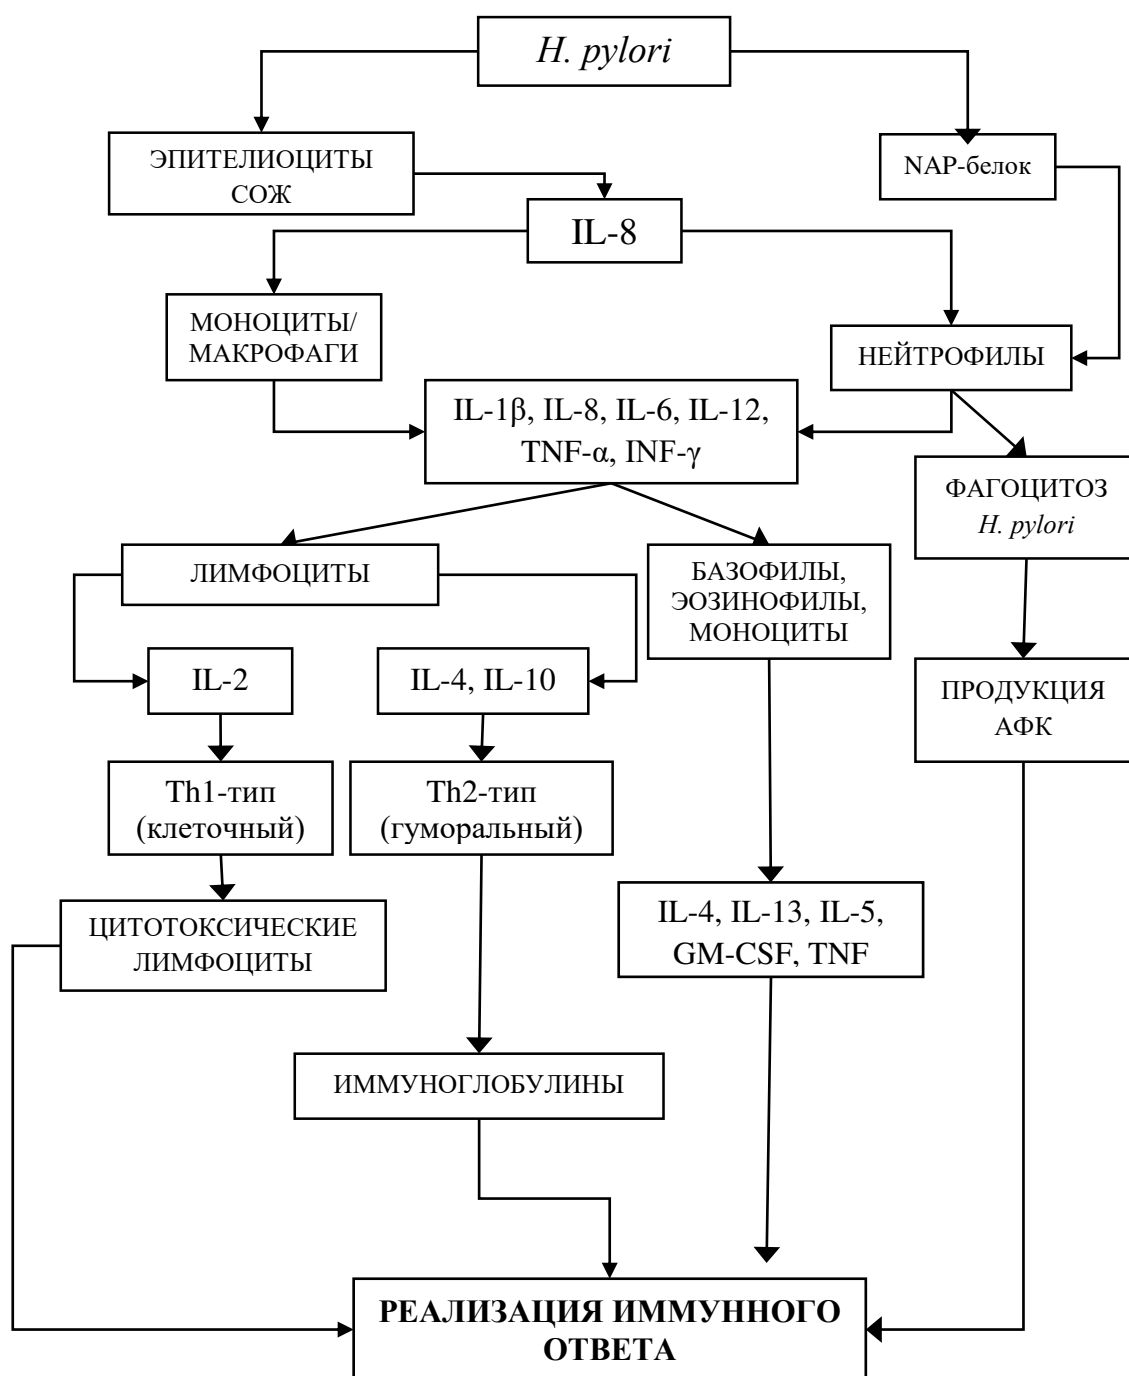 H. pylori
ЭПИТЕЛИОЦИТЫ
СОЖ
NAP-белок
IL-8
МОНОЦИТЫ/
МАКРОФАГИ
НЕЙТРОФИЛЫ
IL-1β, IL-8, IL-6, IL-12,
TNF-α, INF-γ
ФАГОЦИТОЗ
H. pylori
ЛИМФОЦИТЫ
БАЗОФИЛЫ,
ЭОЗИНОФИЛЫ,
МОНОЦИТЫ
IL-2
IL-4, IL-10
ПРОДУКЦИЯ
АФК
Th1-тип
(клеточный)
Th2-тип
(гуморальный)
ЦИТОТОКСИЧЕСКИЕ
ЛИМФОЦИТЫ
IL-4, IL-13, IL-5,
GM-CSF, TNF
ИММУНОГЛОБУЛИНЫ
РЕАЛИЗАЦИЯ ИММУННОГО
ОТВЕТА